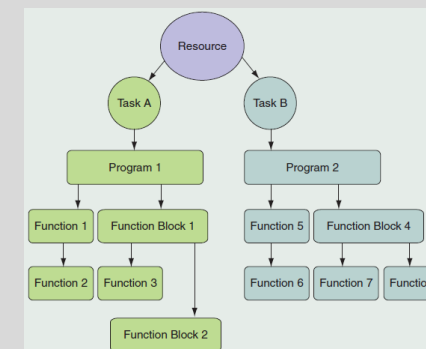 Resource
Task A
Task B
Program 1
Program 2
Function 1
Function Block 1
Function 5
Function Block 4
Function 2
Function 3
Function 6
Function 7
Function Block 2